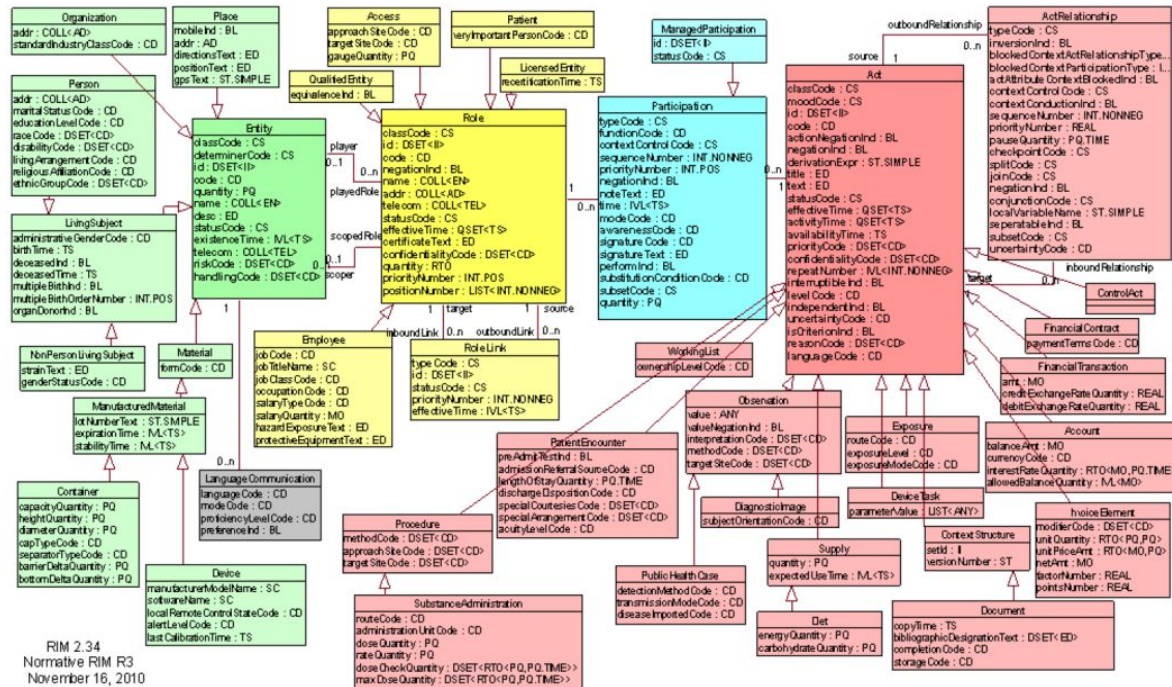 Organization
addr : COLL<AD>
standardIndustryClassCode : CD
Place
mobileInd : BL
addr : AD
directionsText : ED
positionText : ED
gpsText : ST.SIMPLE
Person
addr : COLL<AD>
maritalStatusCode : CD
educationLevelCode : CD
raceCode : DSET<CD>
disabilityCode : DSET<CD>
livingArrangementCode : CD
religiousAffiliationCode : CD
ethnicGroupCode : DSET<CD>
LivingSubject
administrativeGenderCode : CD
birthTime : TS
deceasedInd : BL
deceasedTime : TS
multipleBirthInd : BL
multipleBirthOrderNumber : INT.POS
organDonorInd : BL
NonPersonLivingSubject
strainText : ED
genderStatusCode : CD
Entity
classCode : CS
determinerCode : CS
id : DSET<II>
code : CD
quantity : PQ
name : COLL<EN>
desc : ED
statusCode : CS
existenceTime : IVL<TS>
telecom : COLL<TEL>
riskCode : DSET<CD>
handlingCode : DSET<CD>
Material
formCode : CD
ManufacturedMaterial
lotNumberText : ST.SIMPLE
expirationTime : IVL<TS>
stabilityTime : IVL<TS>
Container
capacityQuantity : PQ
heightQuantity : PQ
diameterQuantity : PQ
capTypeCode : CD
separatorTypeCode : CD
barrierDeltaQuantity : PQ
bottomDeltaQuantity : PQ
Device
manufacturerModelName : SC
softwareName : SC
localRemoteControlStateCode : CD
alertLevelCode : CD
lastCalibrationTime : TS
1
0..n
LanguageCommunication
languageCode : CD
modeCode : CD
proficiencyLevelCode : CD
preferenceInd : BL
player
0..1
0..n
playedRole
scopedRole
0..1
0..n
scoper
Access
approachSiteCode : CD
targetSiteCode : CD
gaugeQuantity : PQ
Patient
veryImportantPersonCode : CD
QualifiedEntity
equivalenceInd : BL
LicensedEntity
recertificationTime : TS
Role
classCode : CS
id : DSET<II>
code : CD
negationInd : BL
name : COLL<EN>
addr : COLL<AD>
telecom : COLL<TEL>
statusCode : CS
effectiveTime : QSET<TS>
certificateText : ED
confidentialityCode : DSET<CD>
quantity : RTO
priorityNumber : INT.POS
positionNumber : LIST<INT.NONNEG>
1
target
1
source
inboundLink
0..n
outboundLink
0..n
Employee
jobCode : CD
jobTitleName : SC
jobClassCode : CD
occupationCode : CD
salaryTypeCode : CD
salaryQuantity : MO
hazardExposureText : ED
protectiveEquipmentText : ED
RoleLink
typeCode : CS
id : DSET<II>
statusCode : CS
priorityNumber : INT.NONNEG
effectiveTime : IVL<TS>
1
0..n
ManagedParticipation
id : DSET<II>
statusCode : CS
Participation
typeCode : CS
functionCode : CD
contextControlCode : CS
sequenceNumber : INT.NONNEG
priorityNumber : INT.POS
negationInd : BL
noteText : ED
time : IVL<TS>
modeCode : CD
awarenessCode : CD
signatureCode : CD
signatureText : ED
performInd : BL
substitutionConditionCode : CD
subsetCode : CS
quantity : PQ
0..n
1
outboundRelationship
source
1
0..n
Act
classCode : CS
moodCode : CS
id : DSET<II>
code : CD
actionNegationInd : BL
negationInd : BL
derivationExpr : ST.SIMPLE
title : ED
text : ED
statusCode : CS
effectiveTime : QSET<TS>
activityTime : QSET<TS>
availabilityTime : TS
priorityCode : DSET<CD>
confidentialityCode : DSET<CD>
repeatNumber : IVL<INT.NONNEG>
interruptibleInd : BL
levelCode : CD
independentInd : BL
uncertaintyCode : CD
isCriterionInd : BL
reasonCode : DSET<CD>
languageCode : CD
ActRelationship
typeCode : CS
inversionInd : BL
blockedContextActRelationshipType...
blockedContextParticipationType : I...
actAttributeContextBlockedInd : BL
contextControlCode : CS
contextConductionInd : BL
sequenceNumber : INT.NONNEG
priorityNumber : REAL
pauseQuantity : PQ.TIME
checkpointCode : CS
splitCode : CS
joinCode : CS
negationInd : BL
conjunctionCode : CS
localVariableName : ST.SIMPLE
seperatableInd : BL
subsetCode : CS
uncertaintyCode : CD
1
target
0..n
inboundRelationship
ControlAct
FinancialContract
paymentTermsCode : CD
FinancialTransaction
amt : MO
creditExchangeRateQuantity : REAL
debitExchangeRateQuantity : REAL
Account
balanceAmt : MO
currencyCode : CD
interestRateQuantity : RTO<MO,PQ.TIME>
allowedBalanceQuantity : IVL<MO>
InvoiceElement
modifierCode : DSET<CD>
unitQuantity : RTO<PQ,PQ>
unitPriceAmt : RTO<MO,PQ>
netAmt : MO
factorNumber : REAL
pointsNumber : REAL
WorkingList
ownershipLevelCode : CD
Observation
value : ANY
valueNegationInd : BL
interpretationCode : DSET<CD>
methodCode : DSET<CD>
targetSiteCode : DSET<CD>
Exposure
routeCode : CD
exposureLevel : CD
exposureModeCode : CD
PatientEncounter
preAdmitTestInd : BL
admissionReferralSourceCode : CD
lengthOfStayQuantity : PQ.TIME
dischargeDispositionCode : CD
specialCourtesiesCode : DSET<CD>
specialArrangementCode : DSET<CD>
acuityLevelCode : CD
DiagnosticImage
subjectOrientationCode : CD
DeviceTask
parameterValue : LIST<ANY>
Procedure
methodCode : DSET<CD>
approachSiteCode : DSET<CD>
targetSiteCode : DSET<CD>
Supply
quantity : PQ
expectedUseTime : IVL<TS>
ContextStructure
setId : II
versionNumber : ST
PublicHealthCase
detectionMethodCode : CD
transmissionModeCode : CD
diseaseImportedCode : CD
SubstanceAdministration
routeCode : CD
administrationUnitCode : CD
doseQuantity : PQ
rateQuantity : PQ
doseCheckQuantity : DSET<RTO<PQ,PQ.TIME>>
maxDoseQuantity : DSET<RTO<PQ,PQ.TIME>>
Diet
energyQuantity : PQ
carbohydrateQuantity : PQ
Document
copyTime : TS
bibliographicDesignationText : DSET<ED>
completionCode : CD
storageCode : CD
RIM 2.34
Normative RIM R3
November 16, 2010